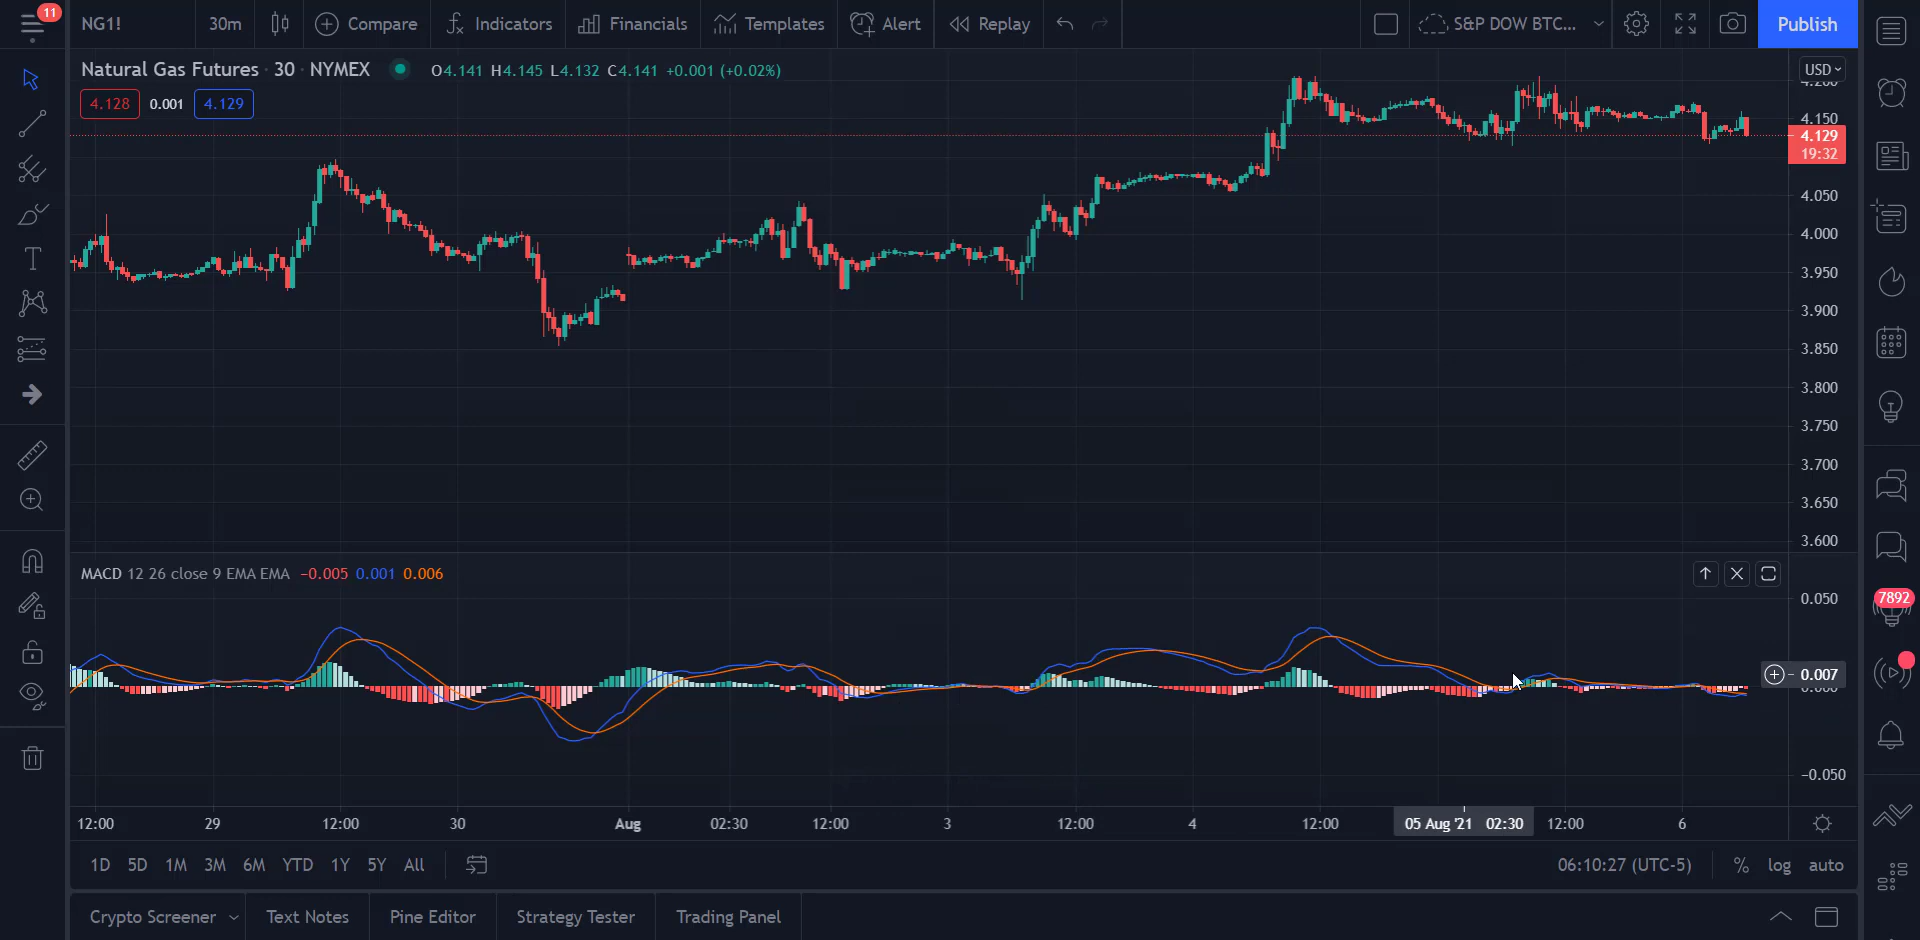 11
NG1!
30m
Compare
Indicators
Financials
Templates
Alert
Replay
S&P DOW BTC...
Publish
Natural Gas Futures · 30 · NYMEX
O4.141 H4.145 L4.132 C4.141 +0.001 (+0.02%)
USD
4.128 0.001 4.129
4.200
4.150
4.129
19:32
4.050
4.000
3.950
3.900
3.850
3.800
3.750
3.700
3.650
3.600
MACD 12 26 close 9 EMA EMA −0.005 0.001 0.006
0.050
7892
0.007
0.000
−0.050
12:00 29 12:00 30 Aug 02:30 12:00 3 12:00 4 12:00 05 Aug '21 02:30 12:00 6
1D 5D 1M 3M 6M YTD 1Y 5Y All
06:10:27 (UTC-5) % log auto
Crypto Screener Text Notes Pine Editor Strategy Tester Trading Panel